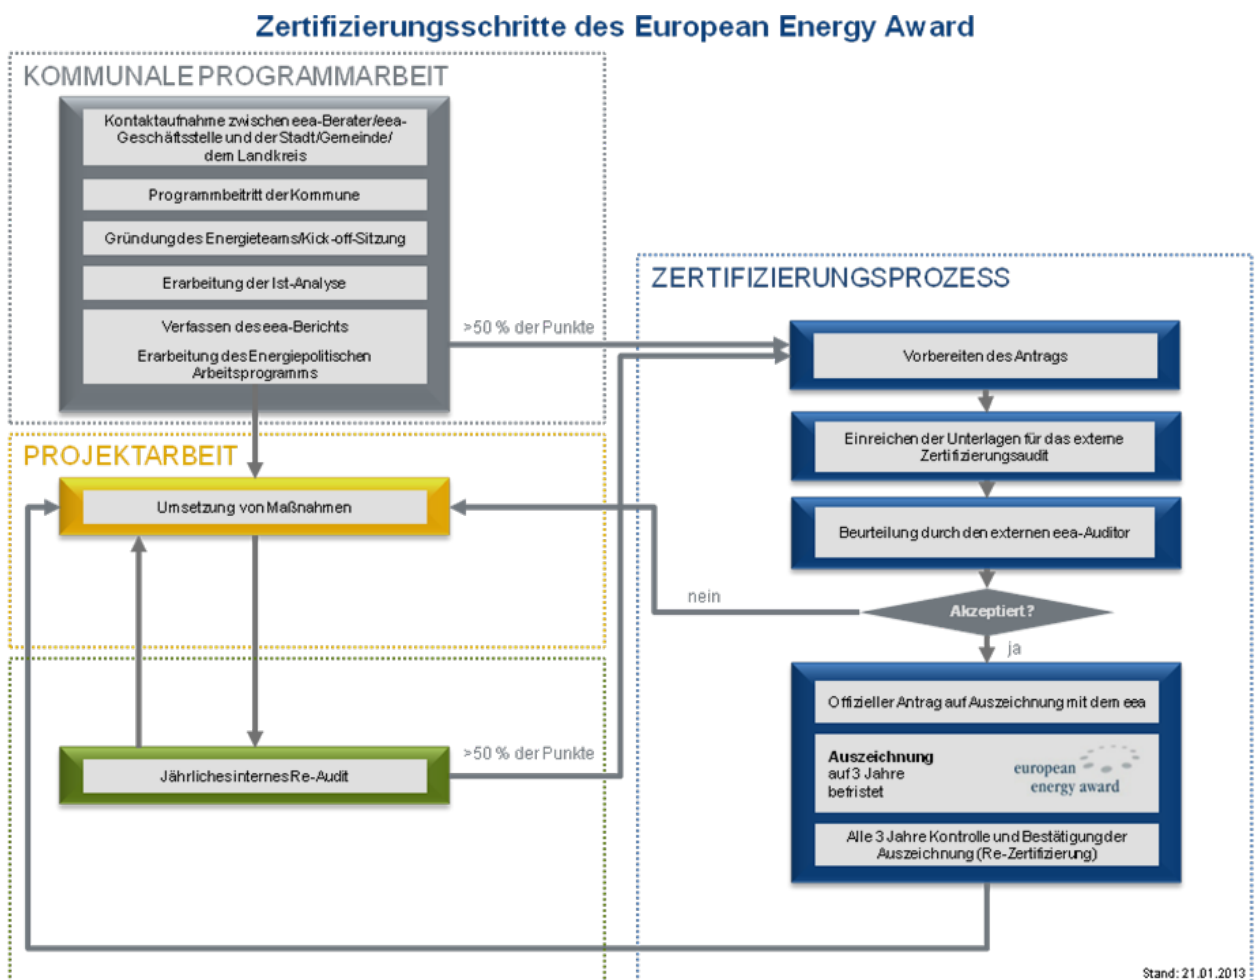 Zertifizierungsschritte des European Energy Award
KOMMUNALE PROGRAMMARBEIT
Kontaktaufnahme zwischen eea-Berater/eea-
Geschäftsstelle und der Stadt/Gemeinde/
dem Landkreis
Programmbeitritt der Kommune
Gründung des Energieteams/Kick-off-Sitzung
Erarbeitung der Ist-Analyse
Verfassen des eea-Berichts
Erarbeitung des Energiepolitischen
Arbeitsprogramms
>50 % der Punkte
PROJEKTARBEIT
Umsetzung von Maßnahmen
Jährliches internes Re-Audit
>50 % der Punkte
ZERTIFIZIERUNGSPROZESS
Vorbereiten des Antrags
Einreichen der Unterlagen für das externe
Zertifizierungsaudit
Beurteilung durch den externen eea-Auditor
nein
Akzeptiert?
ja
Offizieller Antrag auf Auszeichnung mit dem eea
Auszeichnung
auf 3 Jahre
befristet
european
energy award
Alle 3 Jahre Kontrolle und Bestätigung der
Auszeichnung (Re-Zertifizierung)
Stand: 21.01.2013